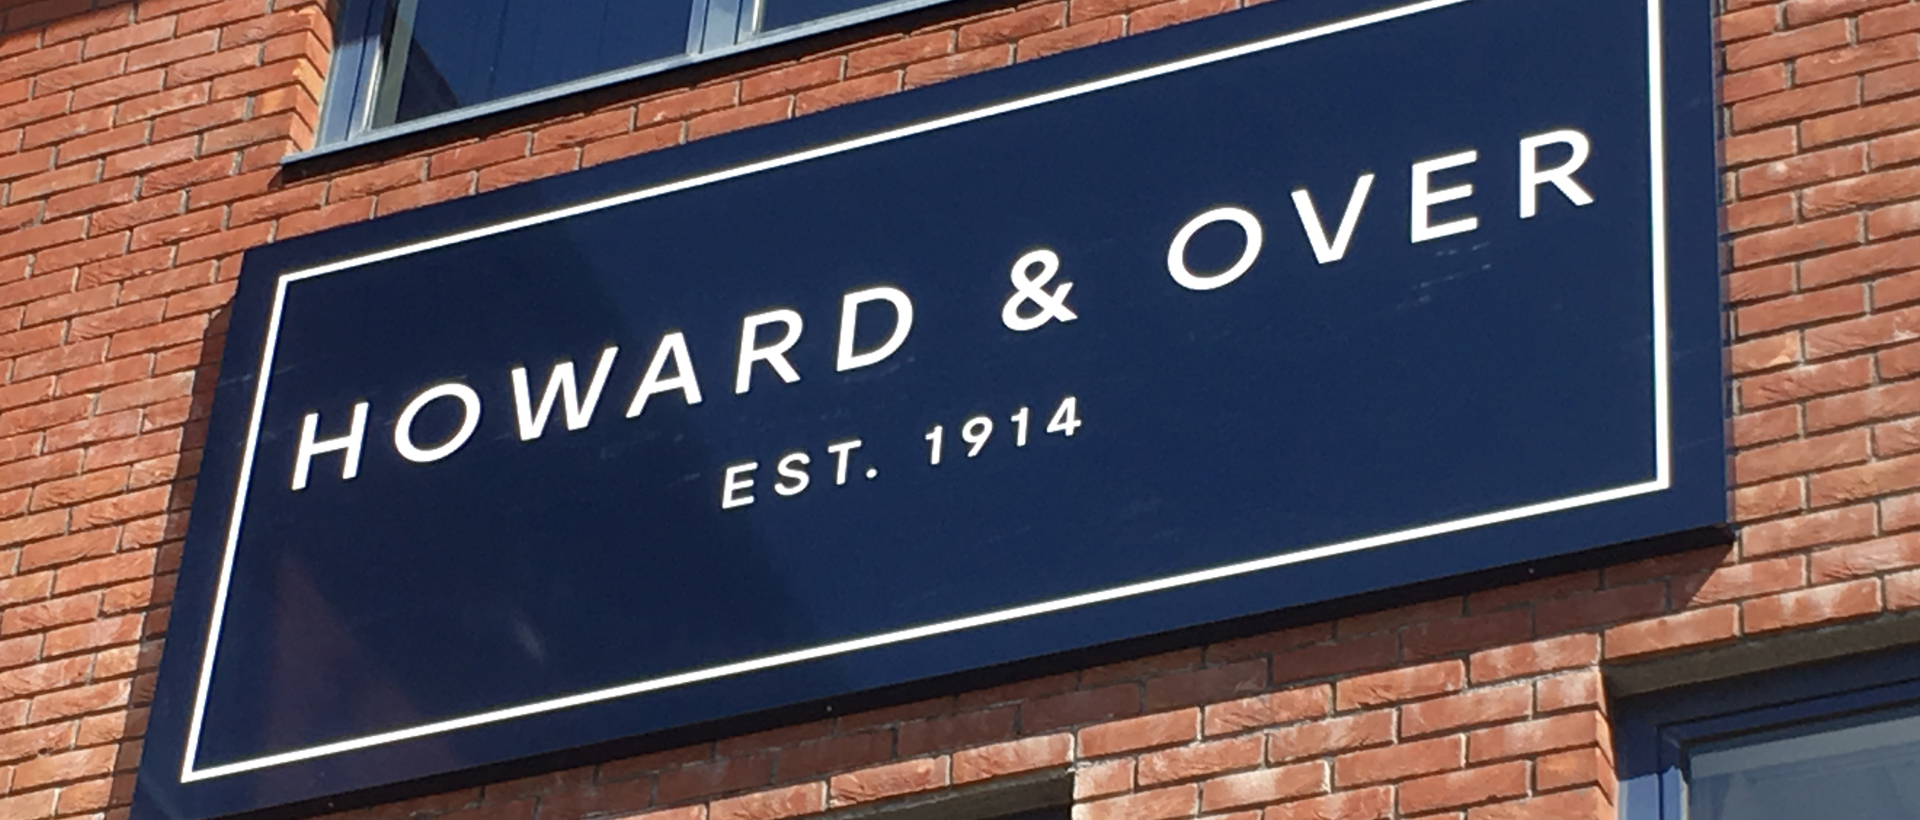 HOWARD & OVER
EST. 1914